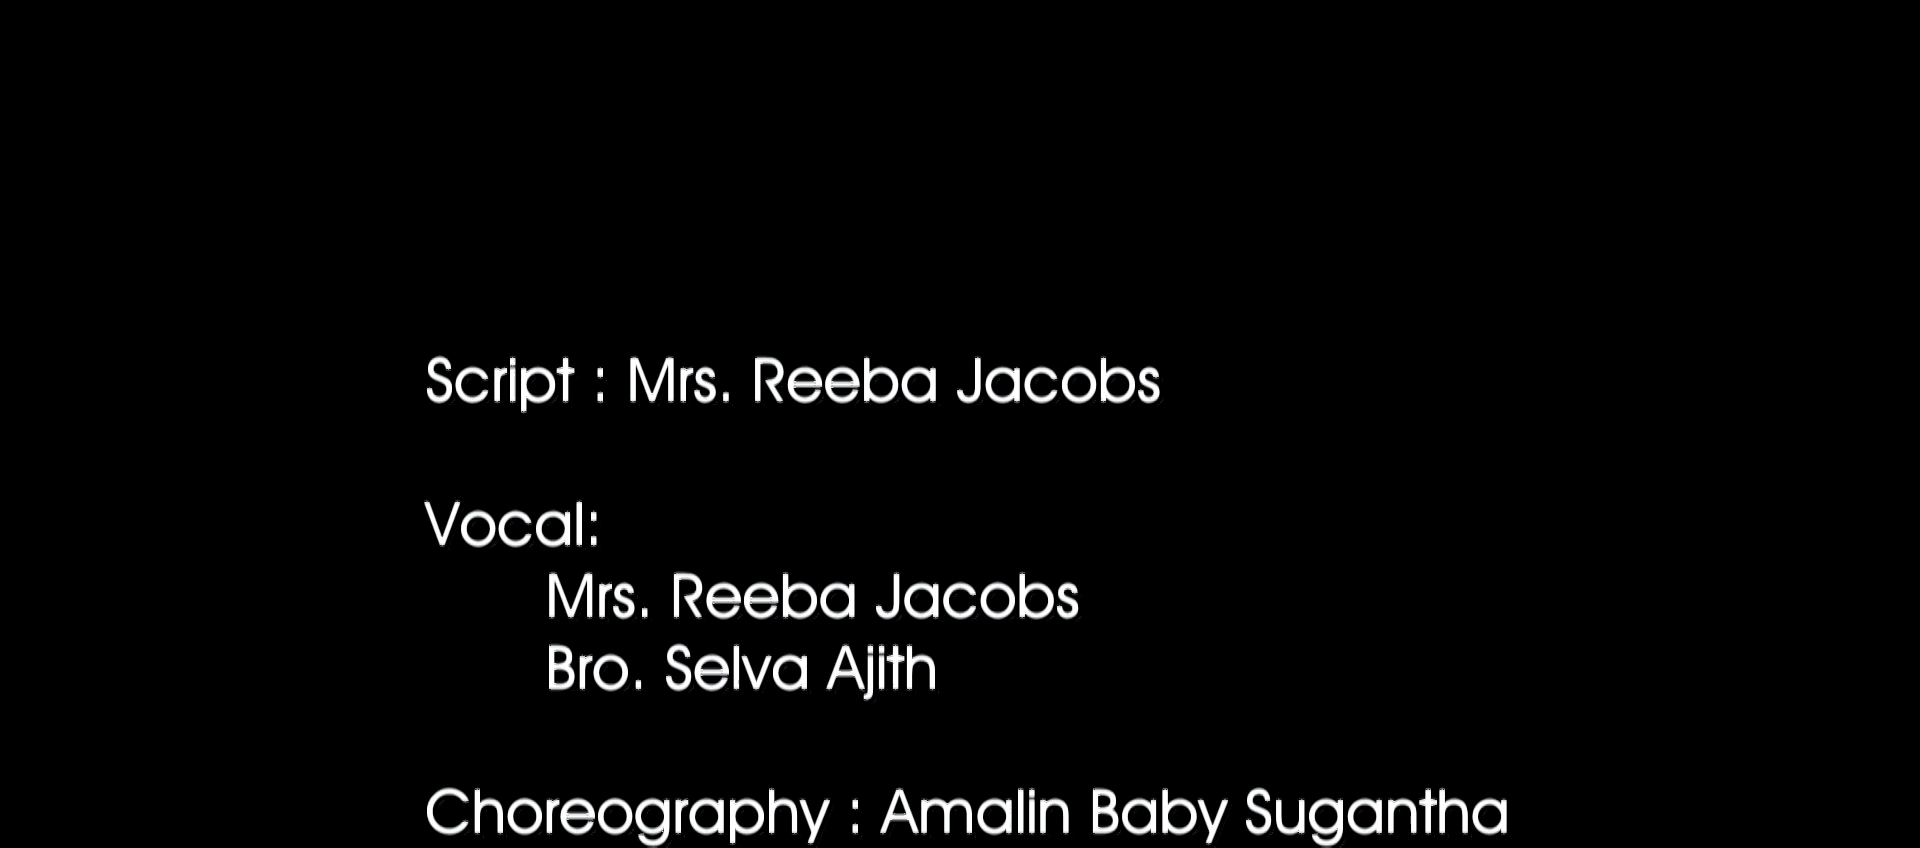 Script : Mrs. Reeba Jacobs
Vocal:
Mrs. Reeba Jacobs
Bro. Selva Ajith
Choreography : Amalin Baby Sugantha